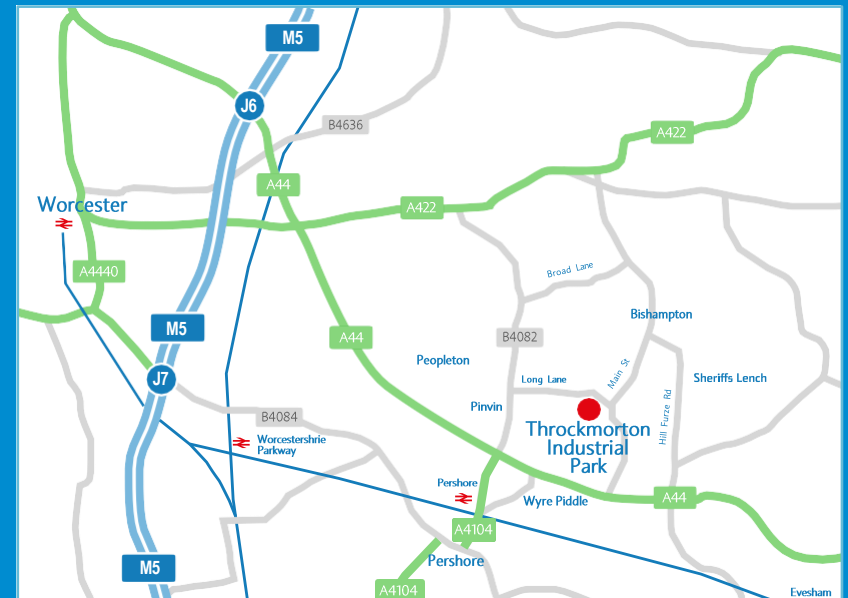 M5
J6
B4636
A422
A44
Worcester
A422
A4440
Broad Lane
Bishampton
M5
A44
B4082
Peopleton
Main St
J7
Long Lane
Sheriffs Lench
Pinvin
Hill Furze Rd
B4084
Throckmorton
Industrial
Park
Worcestershrie
Parkway
Pershore
Wyre Piddle
A44
A4104
Pershore
M5
A4104
Evesham